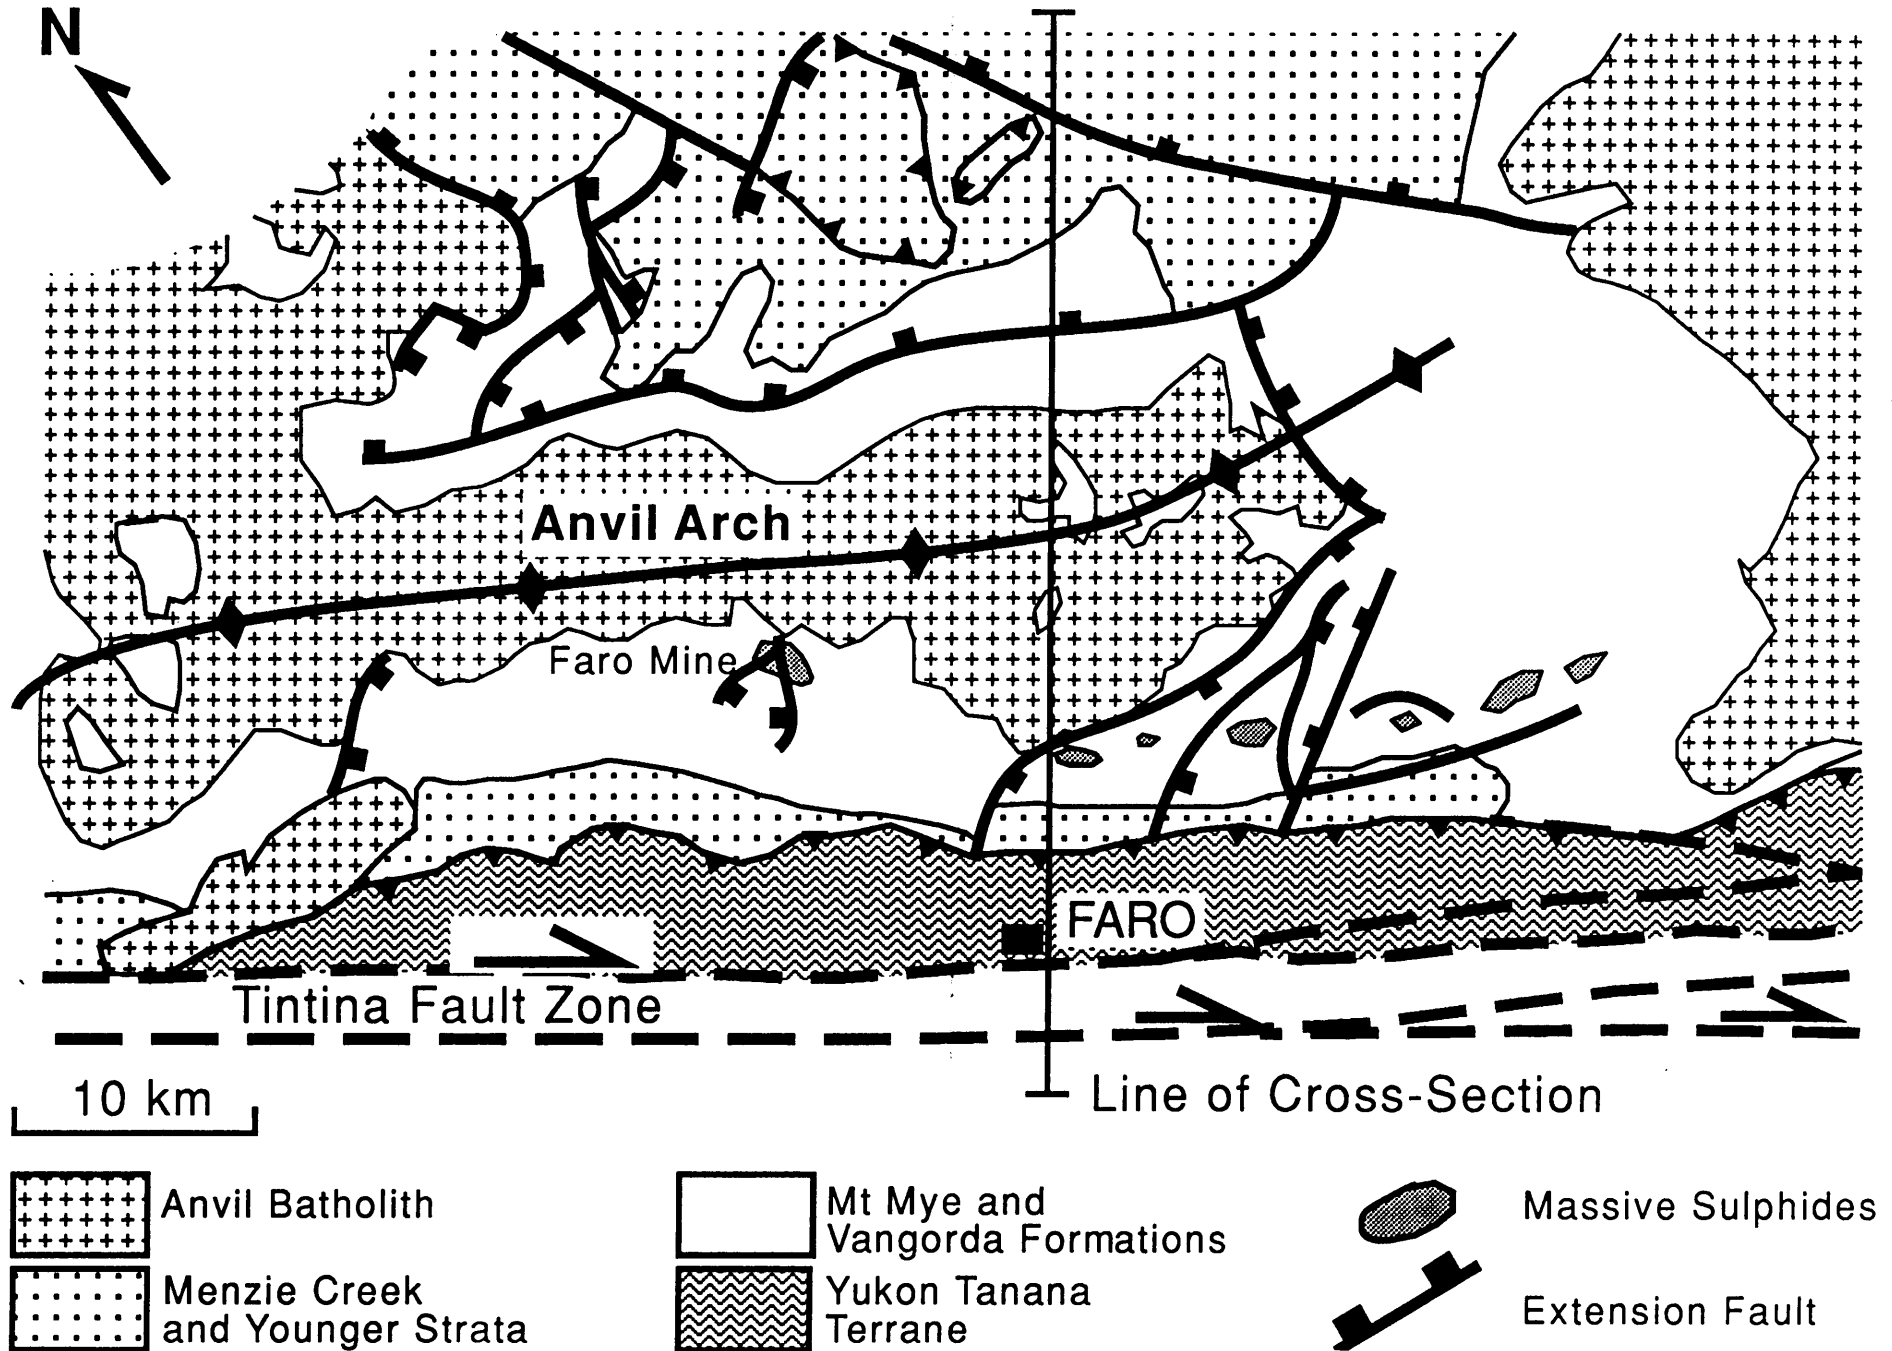 N
Anvil Arch
Faro Mine
FARO
Tintina Fault Zone
10 km
Line of Cross-Section
Anvil Batholith
Menzie Creek
and Younger Strata
Mt Mye and
Vangorda Formations
Yukon Tanana
Terrane
Massive Sulphides
Extension Fault